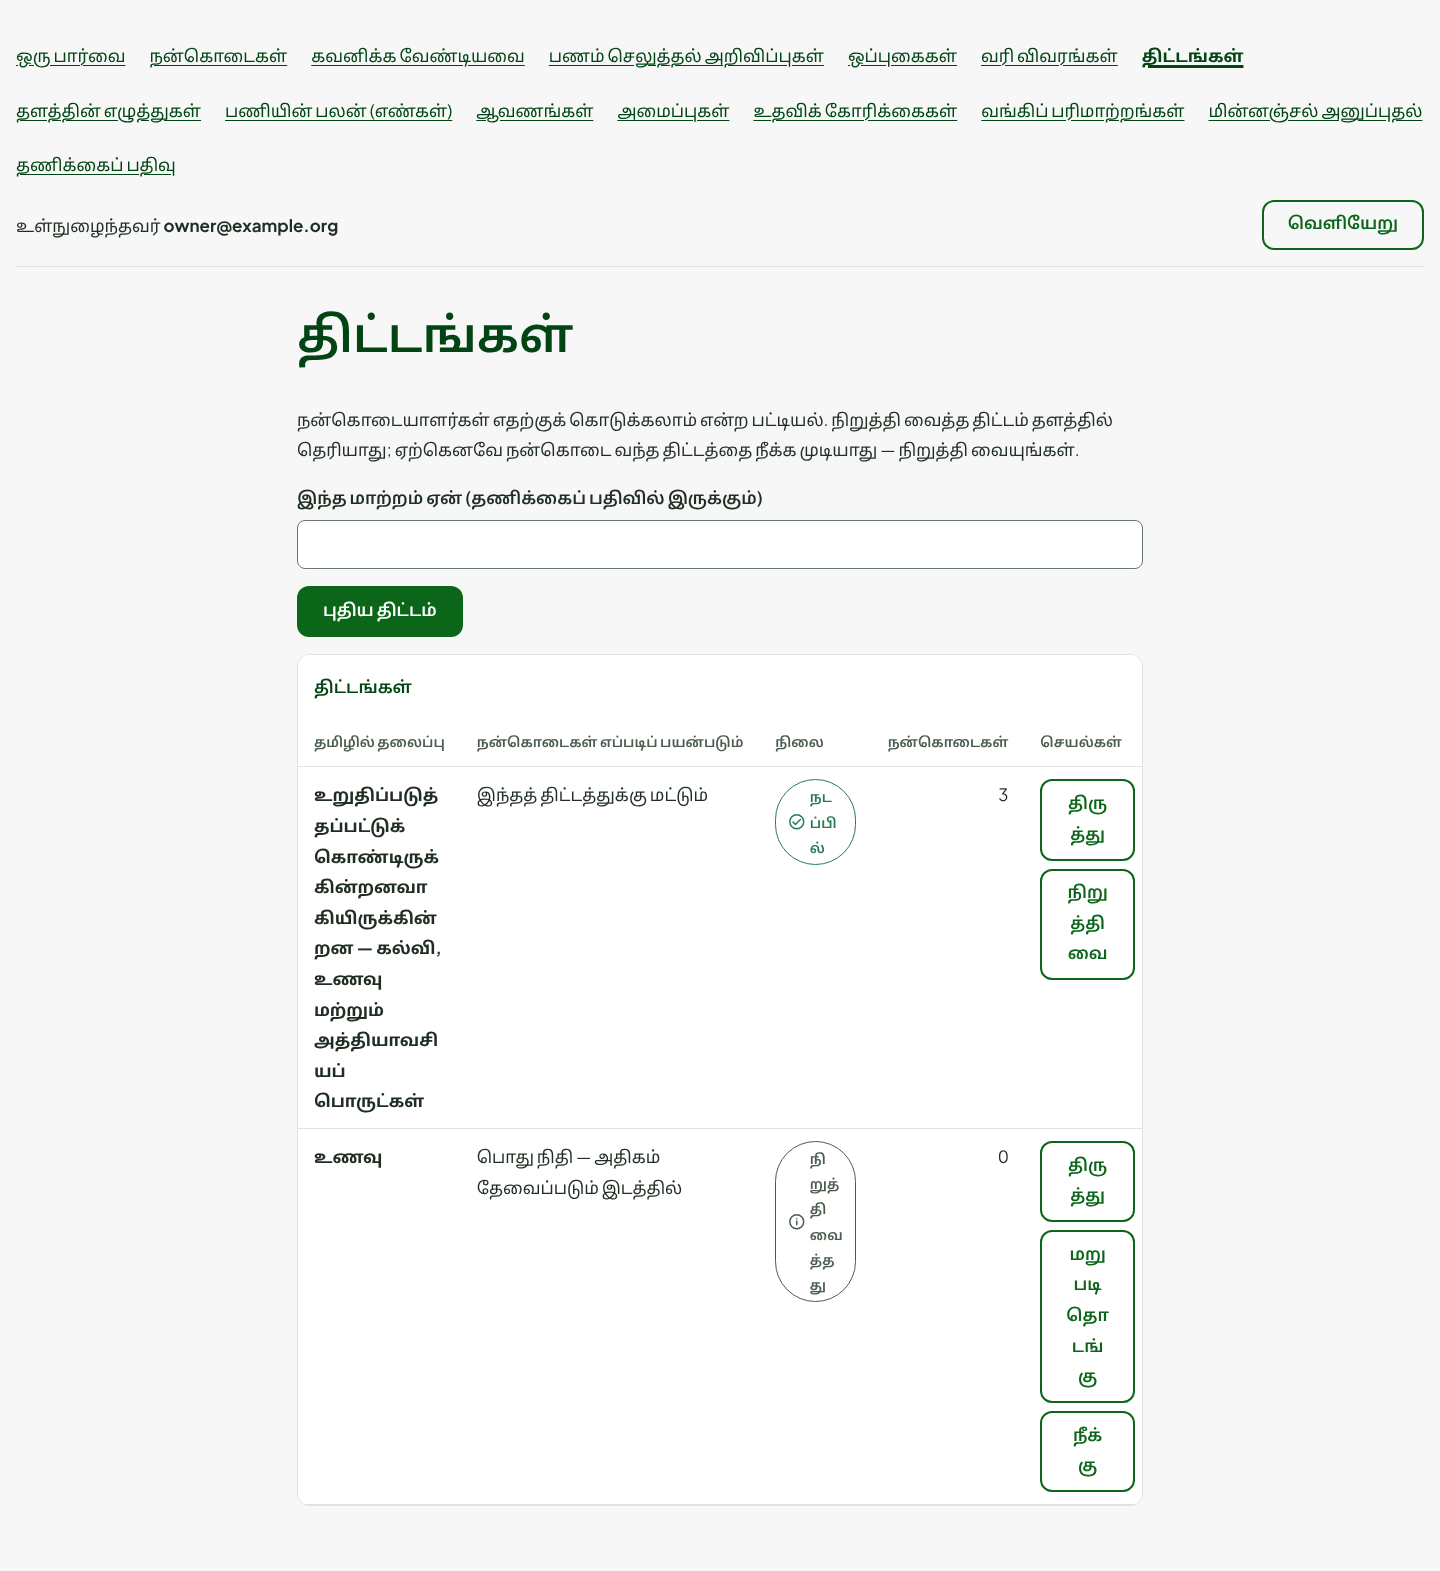 ஒரு பார்வை நன்கொடைகள் கவனிக்க வேண்டியவை பணம் செலுத்தல் அறிவிப்புகள் ஒப்புகைகள் வரி விவரங்கள் திட்டங்கள்
தளத்தின் எழுத்துகள் பணியின் பலன் (எண்கள்) ஆவணங்கள் அமைப்புகள் உதவிக் கோரிக்கைகள் வங்கிப் பரிமாற்றங்கள் மின்னஞ்சல் அனுப்புதல்
தணிக்கைப் பதிவு
உள்நுழைந்தவர் owner@example.org வெளியேறு
திட்டங்கள்
நன்கொடையாளர்கள் எதற்குக் கொடுக்கலாம் என்ற பட்டியல். நிறுத்தி வைத்த திட்டம் தளத்தில்
தெரியாது; ஏற்கெனவே நன்கொடை வந்த திட்டத்தை நீக்க முடியாது — நிறுத்தி வையுங்கள்.
இந்த மாற்றம் ஏன் (தணிக்கைப் பதிவில் இருக்கும்)
புதிய திட்டம்
திட்டங்கள்
தமிழில் தலைப்பு நன்கொடைகள் எப்படிப் பயன்படும் நிலை நன்கொடைகள் செயல்கள்
உறுதிப்படுத்
தப்பட்டுக்
கொண்டிருக்
கின்றனவா
கியிருக்கின்
றன — கல்வி,
உணவு
மற்றும்
அத்தியாவசி
யப்
பொருட்கள்
இந்தத் திட்டத்துக்கு மட்டும்
நட
ப்பி
ல்
3
திரு
த்து
நிறு
த்தி
வை
உணவு
பொது நிதி — அதிகம்
தேவைப்படும் இடத்தில்
நி
றுத்
தி
வை
த்த
து
0
திரு
த்து
மறு
படி
தொ
டங்
கு
நீக்
கு